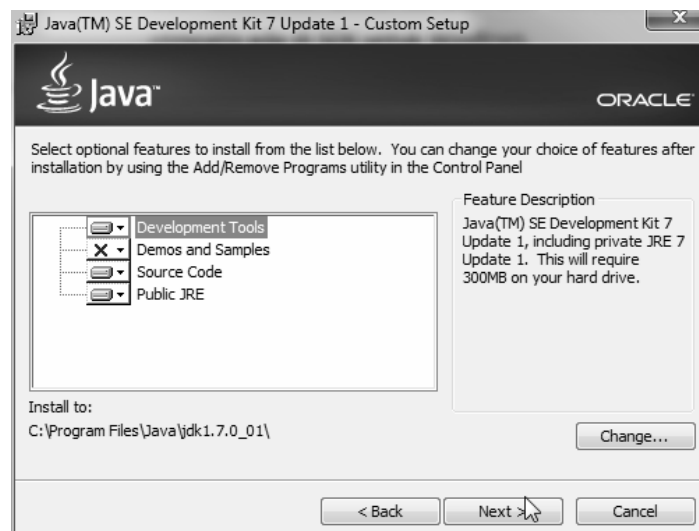 Java(TM) SE Development Kit 7 Update 1 - Custom Setup
Java™
ORACLE®
Select optional features to install from the list below. You can change your choice of features after
installation by using the Add/Remove Programs utility in the Control Panel
Development Tools
Demos and Samples
Source Code
Public JRE
Feature Description
Java(TM) SE Development Kit 7
Update 1, including private JRE 7
Update 1. This will require
300MB on your hard drive.
Install to:
C:\Program Files\Java\jdk1.7.0_01\
Change...
< Back
Next >
Cancel